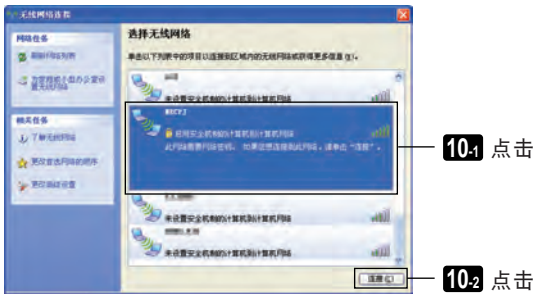 无线网络连接
网络任务
刷新网络列表
为家庭或小型办公室设
置无线网络
相关任务
了解无线网络
更改首选网络的顺序
更改高级设置
选择无线网络
单击以下列表中的项目以连接到区域内的无线网络或获得更多信息(W)。
未设置安全机制的计算机到计算机网络
启用安全机制的计算机到计算机网络
此网络需要网络密钥。如果您想连接到此网络，请单击“连接”。
10-1 点击
未设置安全机制的计算机到计算机网络
未设置安全机制的计算机到计算机网络
连接(C)
10-2 点击